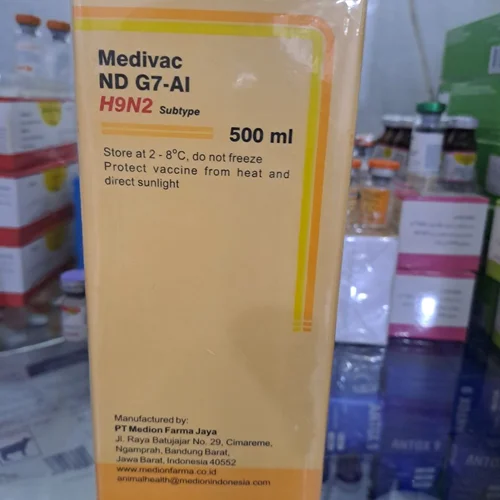 Medivac
ND G7-AI
H9N2 Subtype
500 ml
Store at 2 - 8°C, do not freeze
Protect vaccine from heat and
direct sunlight
Manufactured by:
PT Medion Farma Jaya
Jl. Raya Batujajar No. 29, Cimareme,
Ngamprah, Bandung Barat,
Jawa Barat, Indonesia 40552
www.medionfarma.co.id
animalhealth@medionindonesia.com